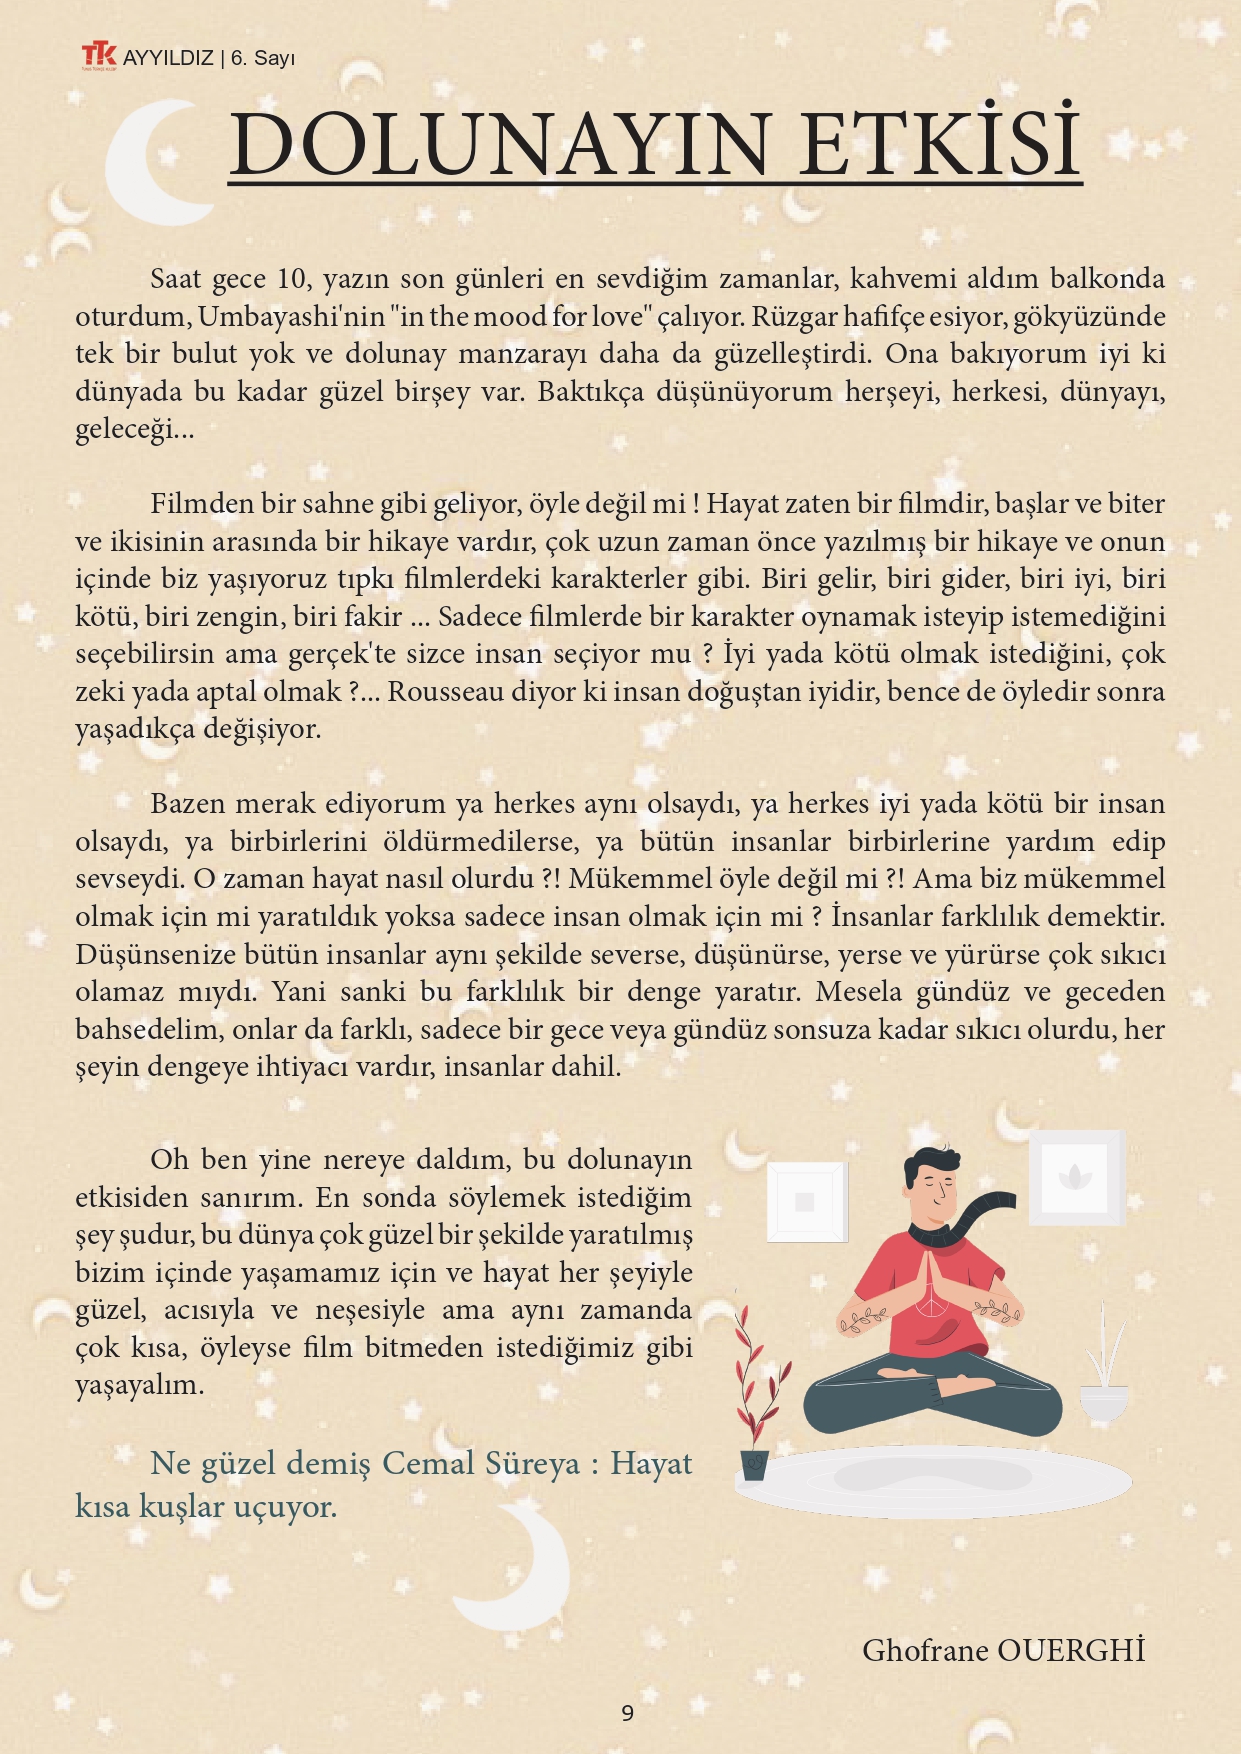 TTK AYYILDIZ | 6. Sayı
DOLUNAYIN ETKİSİ
Saat gece 10, yazın son günleri en sevdiğim zamanlar, kahvemi aldım balkonda
oturdum, Umbayashi'nin "in the mood for love" çalıyor. Rüzgar hafifçe esiyor, gökyüzünde
tek bir bulut yok ve dolunay manzarayı daha da güzelleştirdi. Ona bakıyorum iyi ki
dünyada bu kadar güzel birşey var. Baktıkça düşünüyorum herşeyi, herkesi, dünyayı,
geleceği...
Filmden bir sahne gibi geliyor, öyle değil mi ! Hayat zaten bir filmdir, başlar ve biter
ve ikisinin arasında bir hikaye vardır, çok uzun zaman önce yazılmış bir hikaye ve onun
içinde biz yaşıyoruz tıpkı filmlerdeki karakterler gibi. Biri gelir, biri gider, biri iyi, biri
kötü, biri zengin, biri fakir ... Sadece filmlerde bir karakter oynamak isteyip istemediğini
seçebilirsin ama gerçek'te sizce insan seçiyor mu ? İyi yada kötü olmak istediğini, çok
zeki yada aptal olmak ?... Rousseau diyor ki insan doğuştan iyidir, bence de öyledir sonra
yaşadıkça değişiyor.
Bazen merak ediyorum ya herkes aynı olsaydı, ya herkes iyi yada kötü bir insan
olsaydı, ya birbirlerini öldürmedilerse, ya bütün insanlar birbirlerine yardım edip
sevseydi. O zaman hayat nasıl olurdu ?! Mükemmel öyle değil mi ?! Ama biz mükemmel
olmak için mi yaratıldık yoksa sadece insan olmak için mi ? İnsanlar farklılık demektir.
Düşünsenize bütün insanlar aynı şekilde severse, düşünürse, yerse ve yürürse çok sıkıcı
olamaz mıydı. Yani sanki bu farklılık bir denge yaratır. Mesela gündüz ve geceden
bahsedelim, onlar da farklı, sadece bir gece veya gündüz sonsuza kadar sıkıcı olurdu, her
şeyin dengeye ihtiyacı vardır, insanlar dahil.
Oh ben yine nereye daldım, bu dolunayın
etkisiden sanırım. En sonda söylemek istediğim
şey şudur, bu dünya çok güzel bir şekilde yaratılmış
bizim içinde yaşamamız için ve hayat her şeyiyle
güzel, acısıyla ve neşesiyle ama aynı zamanda
çok kısa, öyleyse film bitmeden istediğimiz gibi
yaşayalım.
Ne güzel demiş Cemal Süreya : Hayat
kısa kuşlar uçuyor.
Ghofrane OUERGHİ
9